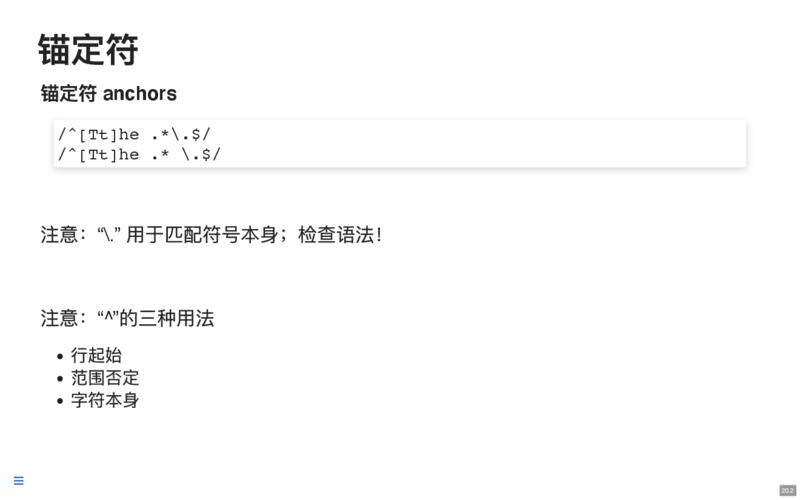 锚定符
锚定符 anchors
/^[Tt]he .*\.$/
/^[Tt]he .* \.$/
注意：“\.” 用于匹配符号本身；检查语法！
注意：“^”的三种用法
行起始
范围否定
字符本身
20.2